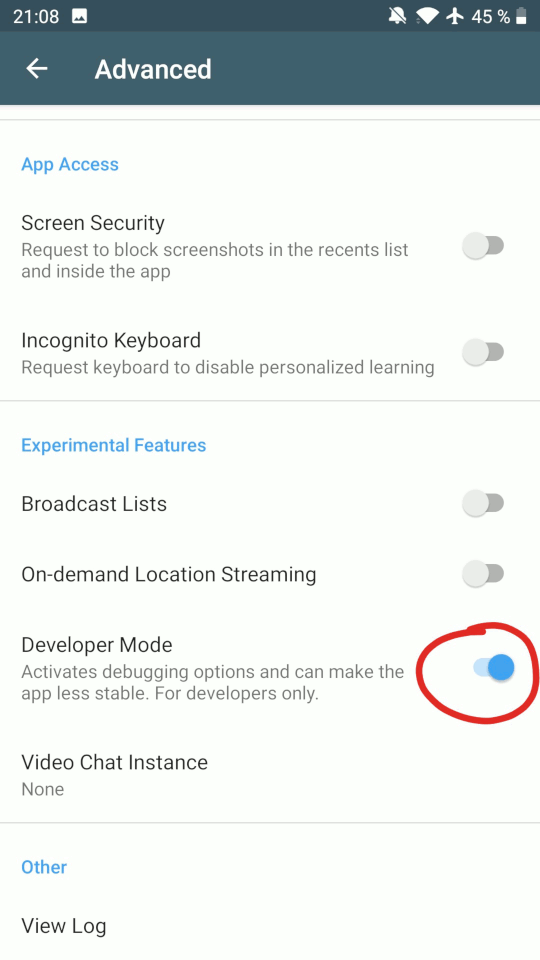 21:08 45 %
Advanced
App Access
Screen Security
Request to block screenshots in the recents list
and inside the app
Incognito Keyboard
Request keyboard to disable personalized learning
Experimental Features
Broadcast Lists
On-demand Location Streaming
Developer Mode
Activates debugging options and can make the
app less stable. For developers only.
Video Chat Instance
None
Other
View Log